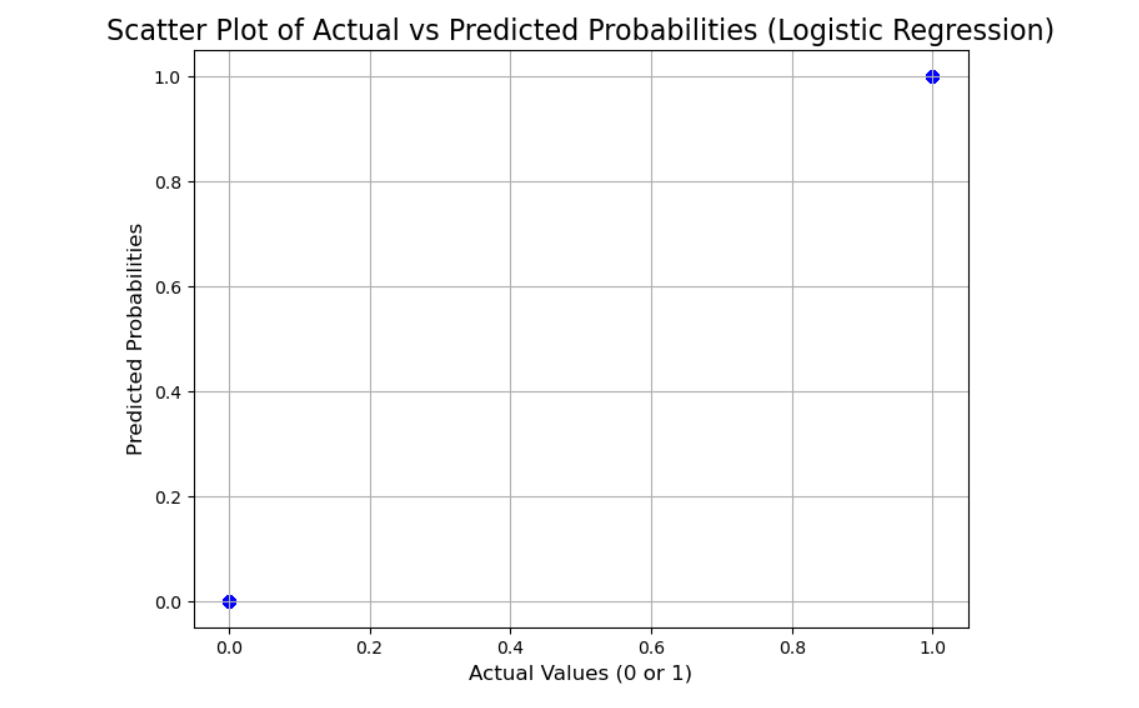 Scatter Plot of Actual vs Predicted Probabilities (Logistic Regression)
1.0
0.8
0.6
0.4
0.2
0.0
Predicted Probabilities
0.0 0.2 0.4 0.6 0.8 1.0
Actual Values (0 or 1)